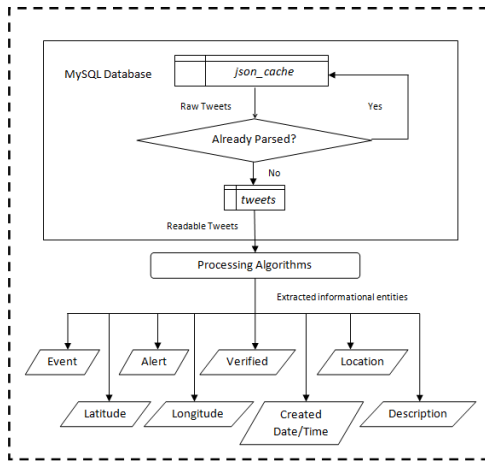 MySQL Database
json_cache
Raw Tweets
Yes
Already Parsed?
No
tweets
Readable Tweets
Processing Algorithms
Extracted informational entities
Event
Alert
Verified
Location
Latitude
Longitude
Created
Date/Time
Description